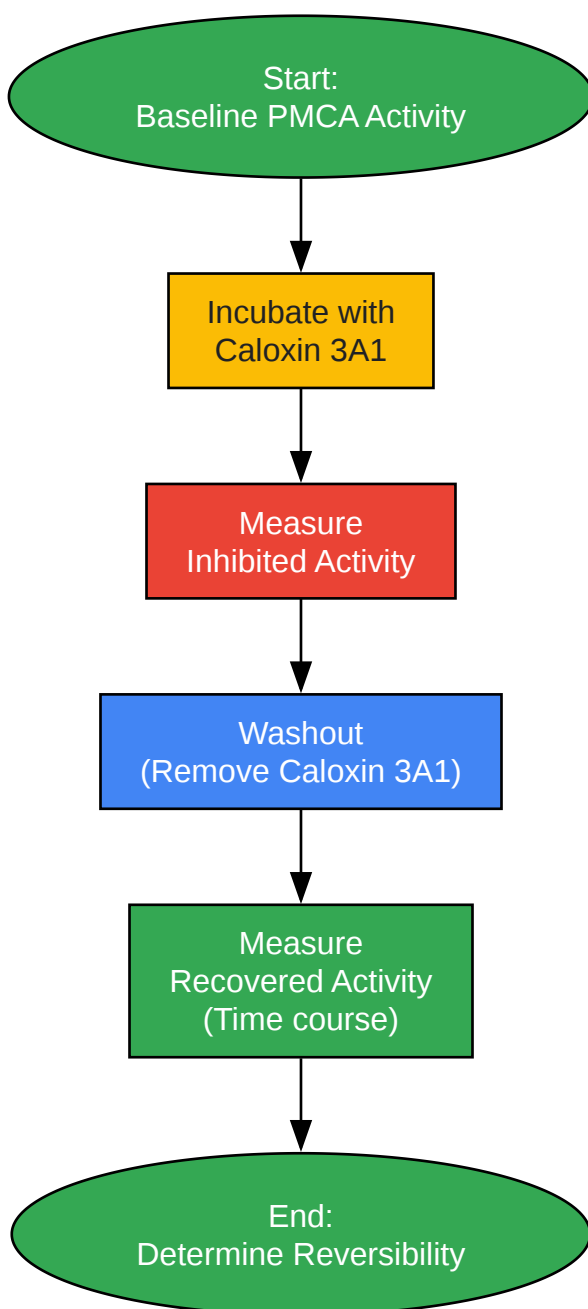 Start:
Baseline PMCA Activity
Incubate with
Caloxin 3A1
Measure
Inhibited Activity
Washout
(Remove Caloxin 3A1)
Measure
Recovered Activity
(Time course)
End:
Determine Reversibility